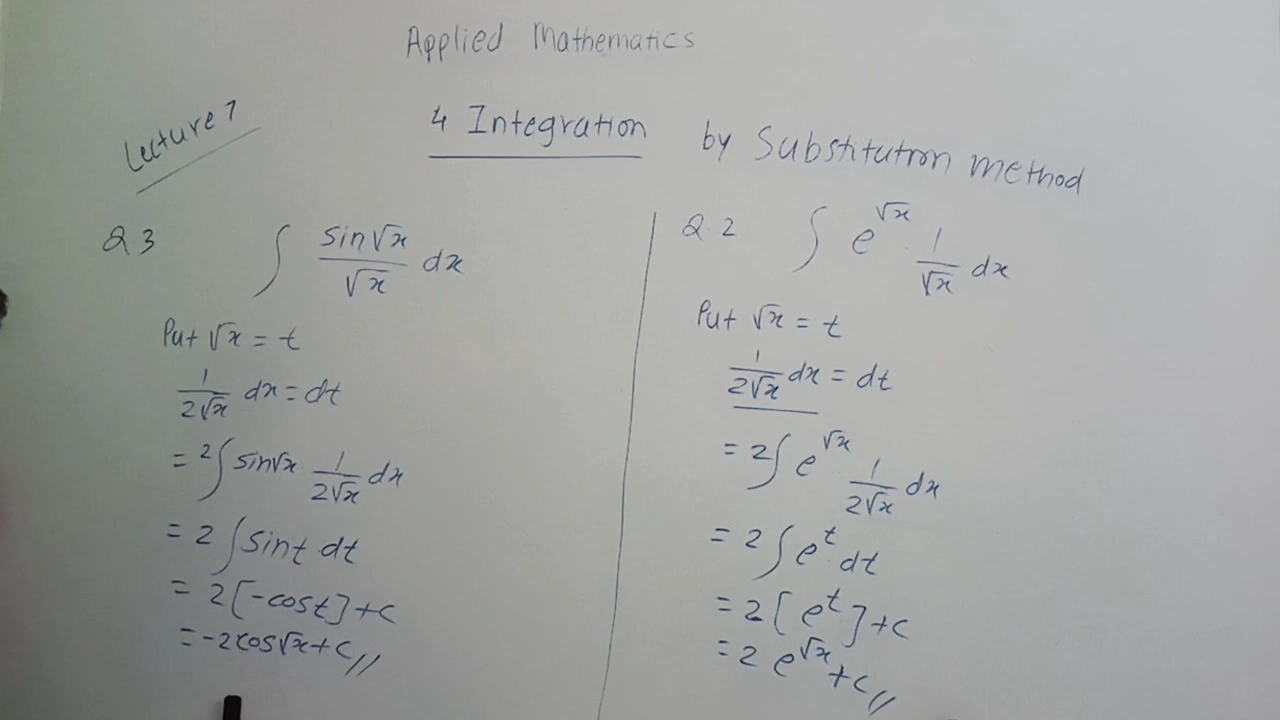 Applied Mathematics
Lecture 7
4 Integration by Substitution method
Q 3 ∫ sin√x/√x dx
Put √x = t
1/2√x dx = dt
= 2∫ sin√x 1/2√x dx
= 2 ∫ sint dt
= 2[-cost]+c
= -2cos√x+c//
Q 2 ∫ e^√x · 1/√x dx
Put √x = t
1/2√x dx = dt
= 2∫ e^√x 1/2√x dx
= 2 ∫ e^t dt
= 2[e^t]+c
= 2 e^√x +c//